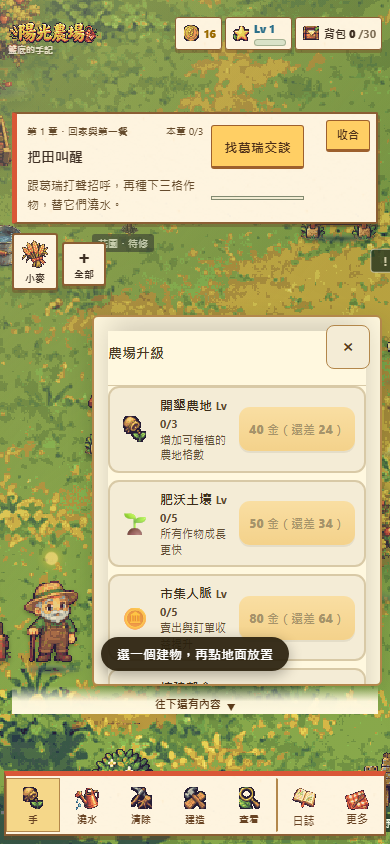 陽光農場
籃底的手記
16
Lv 1
背包 0 /30
第 1 章 · 回家與第一餐
本章 0/3
把田叫醒
跟葛瑞打聲招呼，再種下三格作
物，替它們澆水。
找葛瑞交談
收合
花園 · 待修
小麥
+
全部
!
農場升級
×
開墾農地 Lv
0/3
增加可種植的
農地格數
40 金 ( 還差 24 )
肥沃土壤 Lv
0/5
所有作物成長
更快
50 金 ( 還差 34 )
市集人脈 Lv
0/5
賣出與訂單收
80 金 ( 還差 64 )
選一個建物，再點地面放置
往下還有內容 ▼
手
澆水
清除
建造
查看
日誌
更多